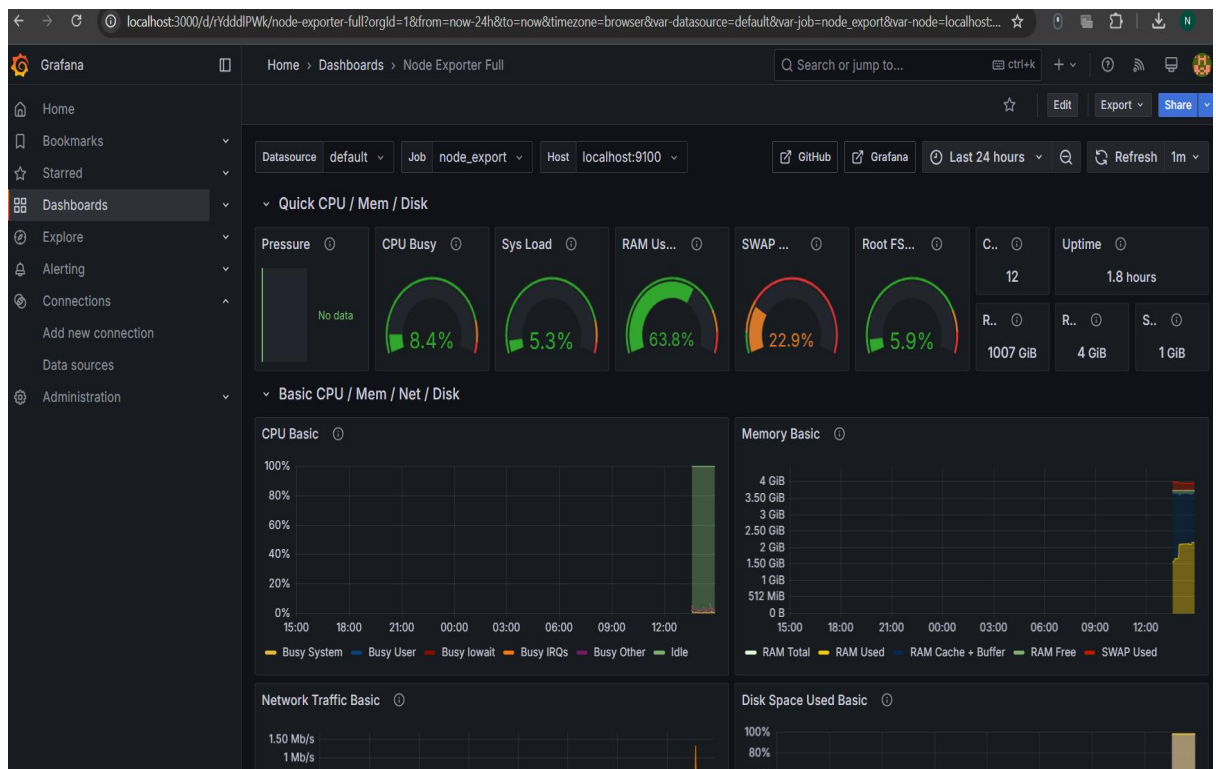 localhost:3000/d/rYdddlPWk/node-exporter-full?orgId=1&from=now-24h&to=now&timezone=browser&var-datasource=default&var-job=node_export&var-node=localhost:...
N
Grafana
Home › Dashboards › Node Exporter Full
Search or jump to...
ctrl+k
Home
Edit
Export
Share
Bookmarks
Datasource default
Job node_export
Host localhost:9100
GitHub
Grafana
Last 24 hours
Refresh 1m
Starred
Dashboards
Explore
Alerting
Connections
Add new connection
Data sources
Administration
Quick CPU / Mem / Disk
Pressure
CPU Busy
Sys Load
RAM Us...
SWAP ...
Root FS...
C..
Uptime
No data
8.4%
5.3%
63.8%
22.9%
5.9%
12
1.8 hours
R..
R..
S..
1007 GiB
4 GiB
1 GiB
Basic CPU / Mem / Net / Disk
CPU Basic
100%
80%
60%
40%
20%
0%
15:00 18:00 21:00 00:00 03:00 06:00 09:00 12:00
Busy System Busy User Busy Iowait Busy IRQs Busy Other Idle
Memory Basic
4 GiB
3.50 GiB
3 GiB
2.50 GiB
2 GiB
1.50 GiB
1 GiB
512 MiB
0 B
15:00 18:00 21:00 00:00 03:00 06:00 09:00 12:00
RAM Total RAM Used RAM Cache + Buffer RAM Free SWAP Used
Network Traffic Basic
1.50 Mb/s
1 Mb/s
Disk Space Used Basic
100%
80%